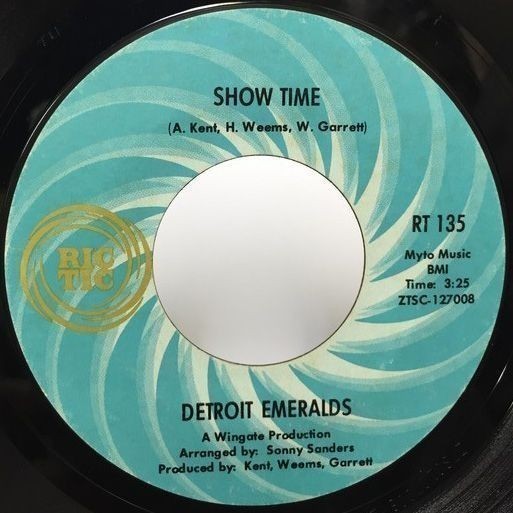 SHOW TIME
(A. Kent, H. Weems, W. Garrett)
RIC
TIC
RT 135
Myto Music
BMI
Time: 3:25
ZTSC-127008
DETROIT EMERALDS
A Wingate Production
Arranged by: Sonny Sanders
Produced by: Kent, Weems, Garrett